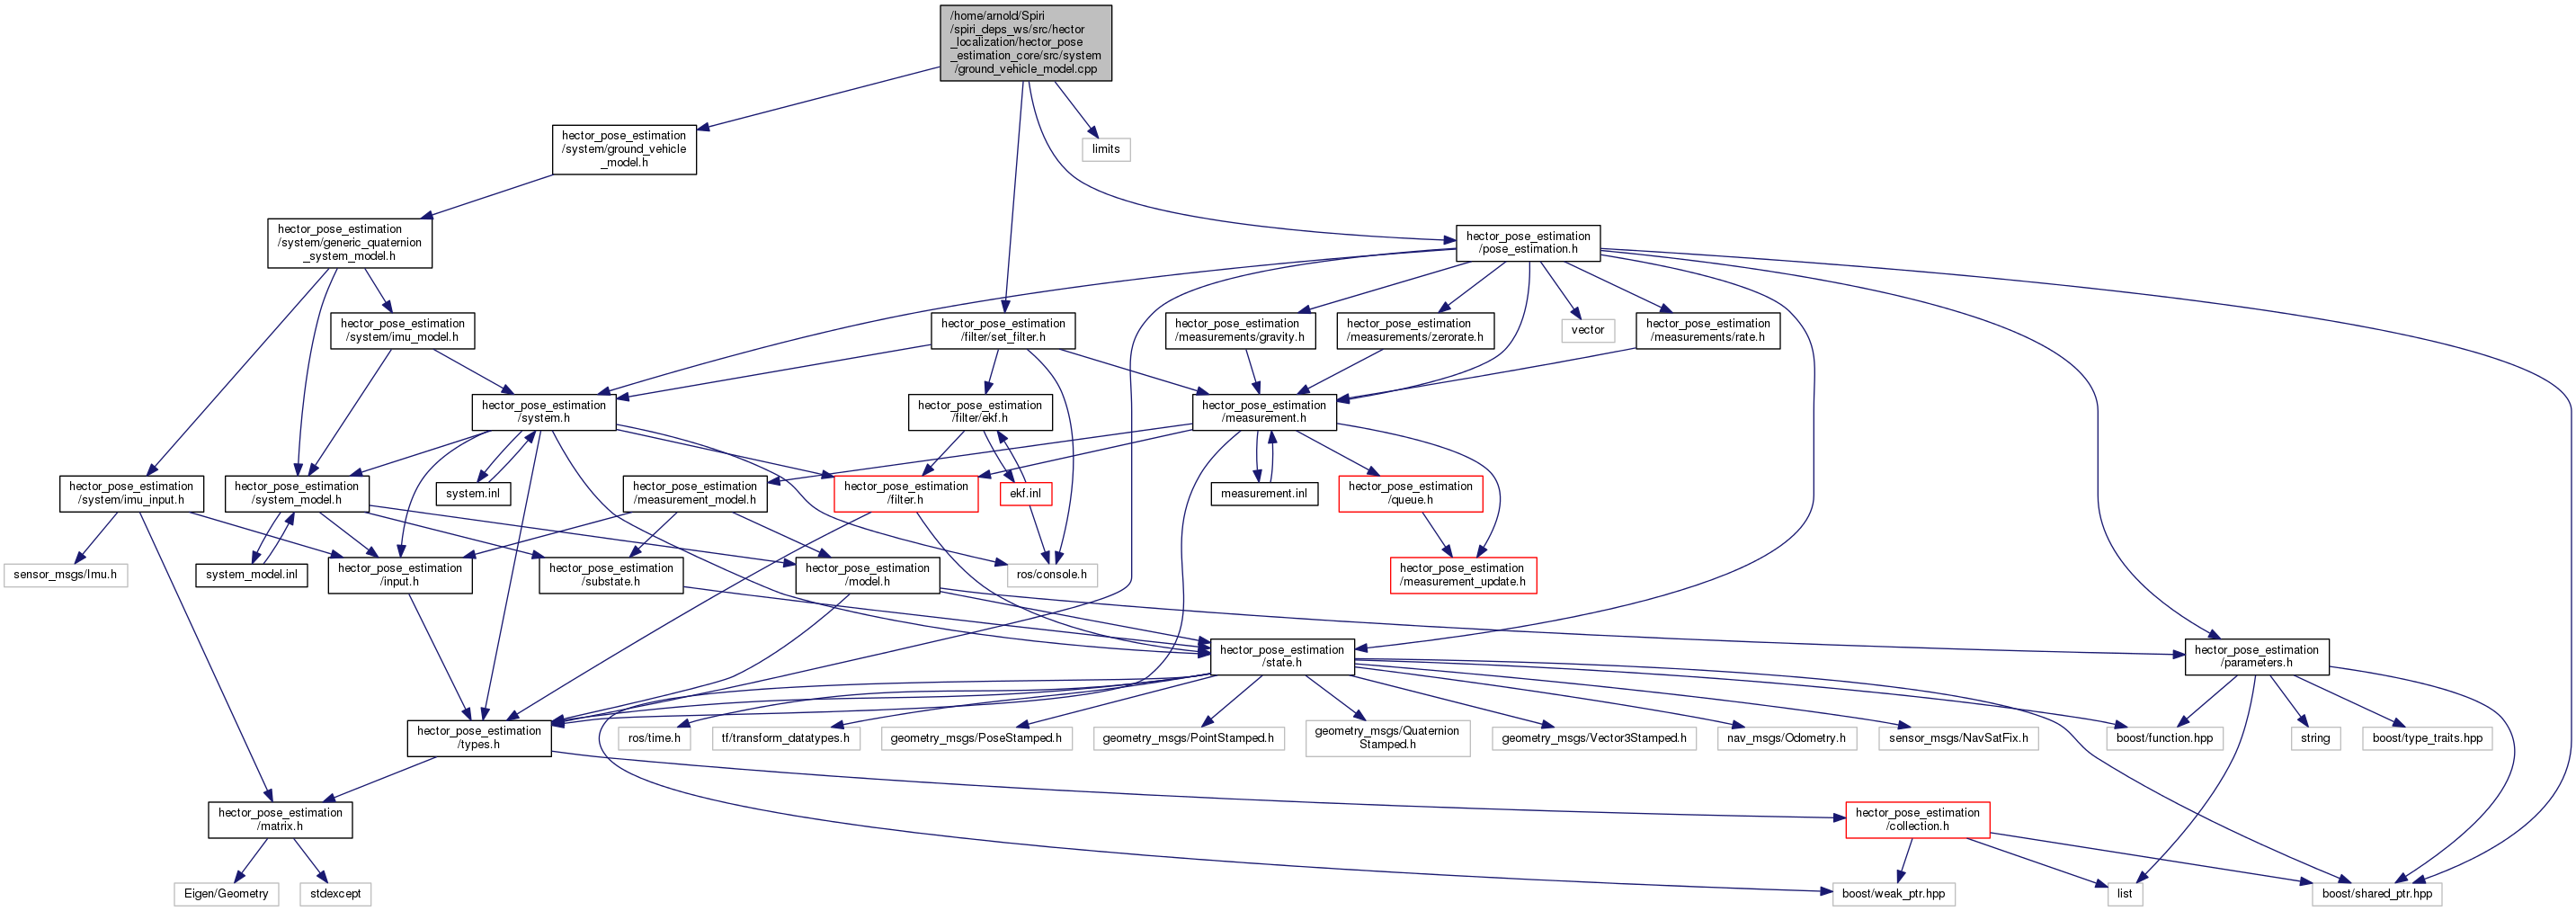 /home/arnold/Spiri
/spiri_deps_ws/src/hector
_localization/hector_pose
_estimation_core/src/system
/ground_vehicle_model.cpp
hector_pose_estimation
/system/ground_vehicle
_model.h
limits
hector_pose_estimation
/system/generic_quaternion
_system_model.h
hector_pose_estimation
/pose_estimation.h
hector_pose_estimation
/system/imu_model.h
hector_pose_estimation
/filter/set_filter.h
hector_pose_estimation
/measurements/gravity.h
hector_pose_estimation
/measurements/zerorate.h
vector
hector_pose_estimation
/measurements/rate.h
hector_pose_estimation
/system.h
hector_pose_estimation
/filter/ekf.h
hector_pose_estimation
/measurement.h
hector_pose_estimation
/system/imu_input.h
hector_pose_estimation
/system_model.h
system.inl
hector_pose_estimation
/measurement_model.h
hector_pose_estimation
/filter.h
ekf.inl
measurement.inl
hector_pose_estimation
/queue.h
sensor_msgs/Imu.h
system_model.inl
hector_pose_estimation
/input.h
hector_pose_estimation
/substate.h
hector_pose_estimation
/model.h
ros/console.h
hector_pose_estimation
/measurement_update.h
hector_pose_estimation
/state.h
hector_pose_estimation
/parameters.h
hector_pose_estimation
/types.h
ros/time.h
tf/transform_datatypes.h
geometry_msgs/PoseStamped.h
geometry_msgs/PointStamped.h
geometry_msgs/Quaternion
Stamped.h
geometry_msgs/Vector3Stamped.h
nav_msgs/Odometry.h
sensor_msgs/NavSatFix.h
boost/function.hpp
string
boost/type_traits.hpp
hector_pose_estimation
/matrix.h
hector_pose_estimation
/collection.h
Eigen/Geometry
stdexcept
boost/weak_ptr.hpp
list
boost/shared_ptr.hpp